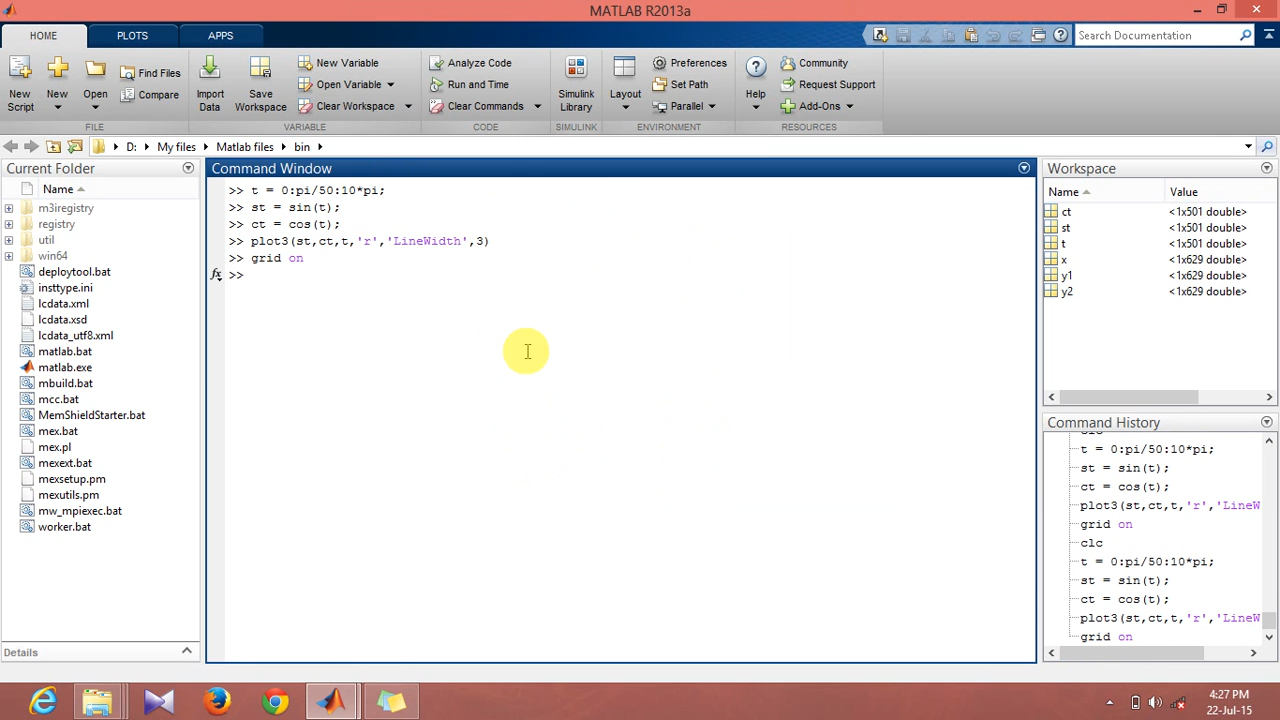 MATLAB R2013a
HOME
PLOTS
APPS
Search Documentation
New Script
New
Open
Find Files
Compare
FILE
Import Data
Save Workspace
New Variable
Open Variable
Clear Workspace
VARIABLE
Analyze Code
Run and Time
Clear Commands
CODE
Simulink Library
SIMULINK
Layout
Preferences
Set Path
Parallel
ENVIRONMENT
Help
Community
Request Support
Add-Ons
RESOURCES
D:
My files
Matlab files
bin
Current Folder
Name
m3iregistry
registry
util
win64
deploytool.bat
insttype.ini
lcdata.xml
lcdata.xsd
lcdata_utf8.xml
matlab.bat
matlab.exe
mbuild.bat
mcc.bat
MemShieldStarter.bat
mex.bat
mex.pl
mexext.bat
mexsetup.pm
mexutils.pm
mw_mpiexec.bat
worker.bat
Details
Command Window
>> t = 0:pi/50:10*pi;
>> st = sin(t);
>> ct = cos(t);
>> plot3(st,ct,t,'r','LineWidth',3)
>> grid on
fx >>
Workspace
Name Value
ct <1x501 double>
st <1x501 double>
t <1x501 double>
x <1x629 double>
y1 <1x629 double>
y2 <1x629 double>
Command History
clc
t = 0:pi/50:10*pi;
st = sin(t);
ct = cos(t);
plot3(st,ct,t,'r','LineW
grid on
clc
t = 0:pi/50:10*pi;
st = sin(t);
ct = cos(t);
plot3(st,ct,t,'r','LineW
grid on
4:27 PM
22-Jul-15